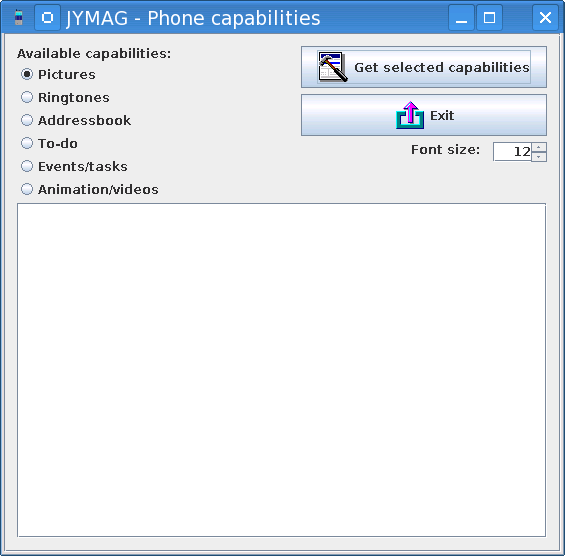 JYMAG - Phone capabilities
Available capabilities:
Pictures
Ringtones
Addressbook
To-do
Events/tasks
Animation/videos
Get selected capabilities
Exit
Font size: 12